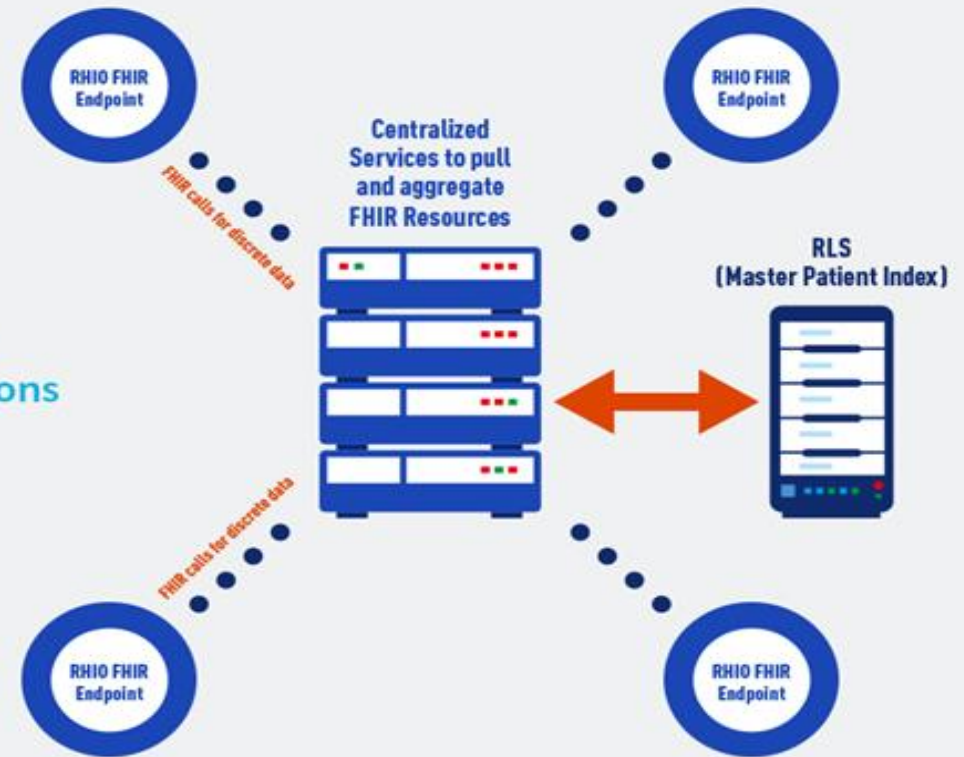 RHIO FHIR
Endpoint
RHIO FHIR
Endpoint
Centralized
Services to pull
and aggregate
FHIR Resources
FHIR calls for discrete data
RLS
(Master Patient Index)
ons
FHIR calls for discrete data
RHIO FHIR
Endpoint
RHIO FHIR
Endpoint